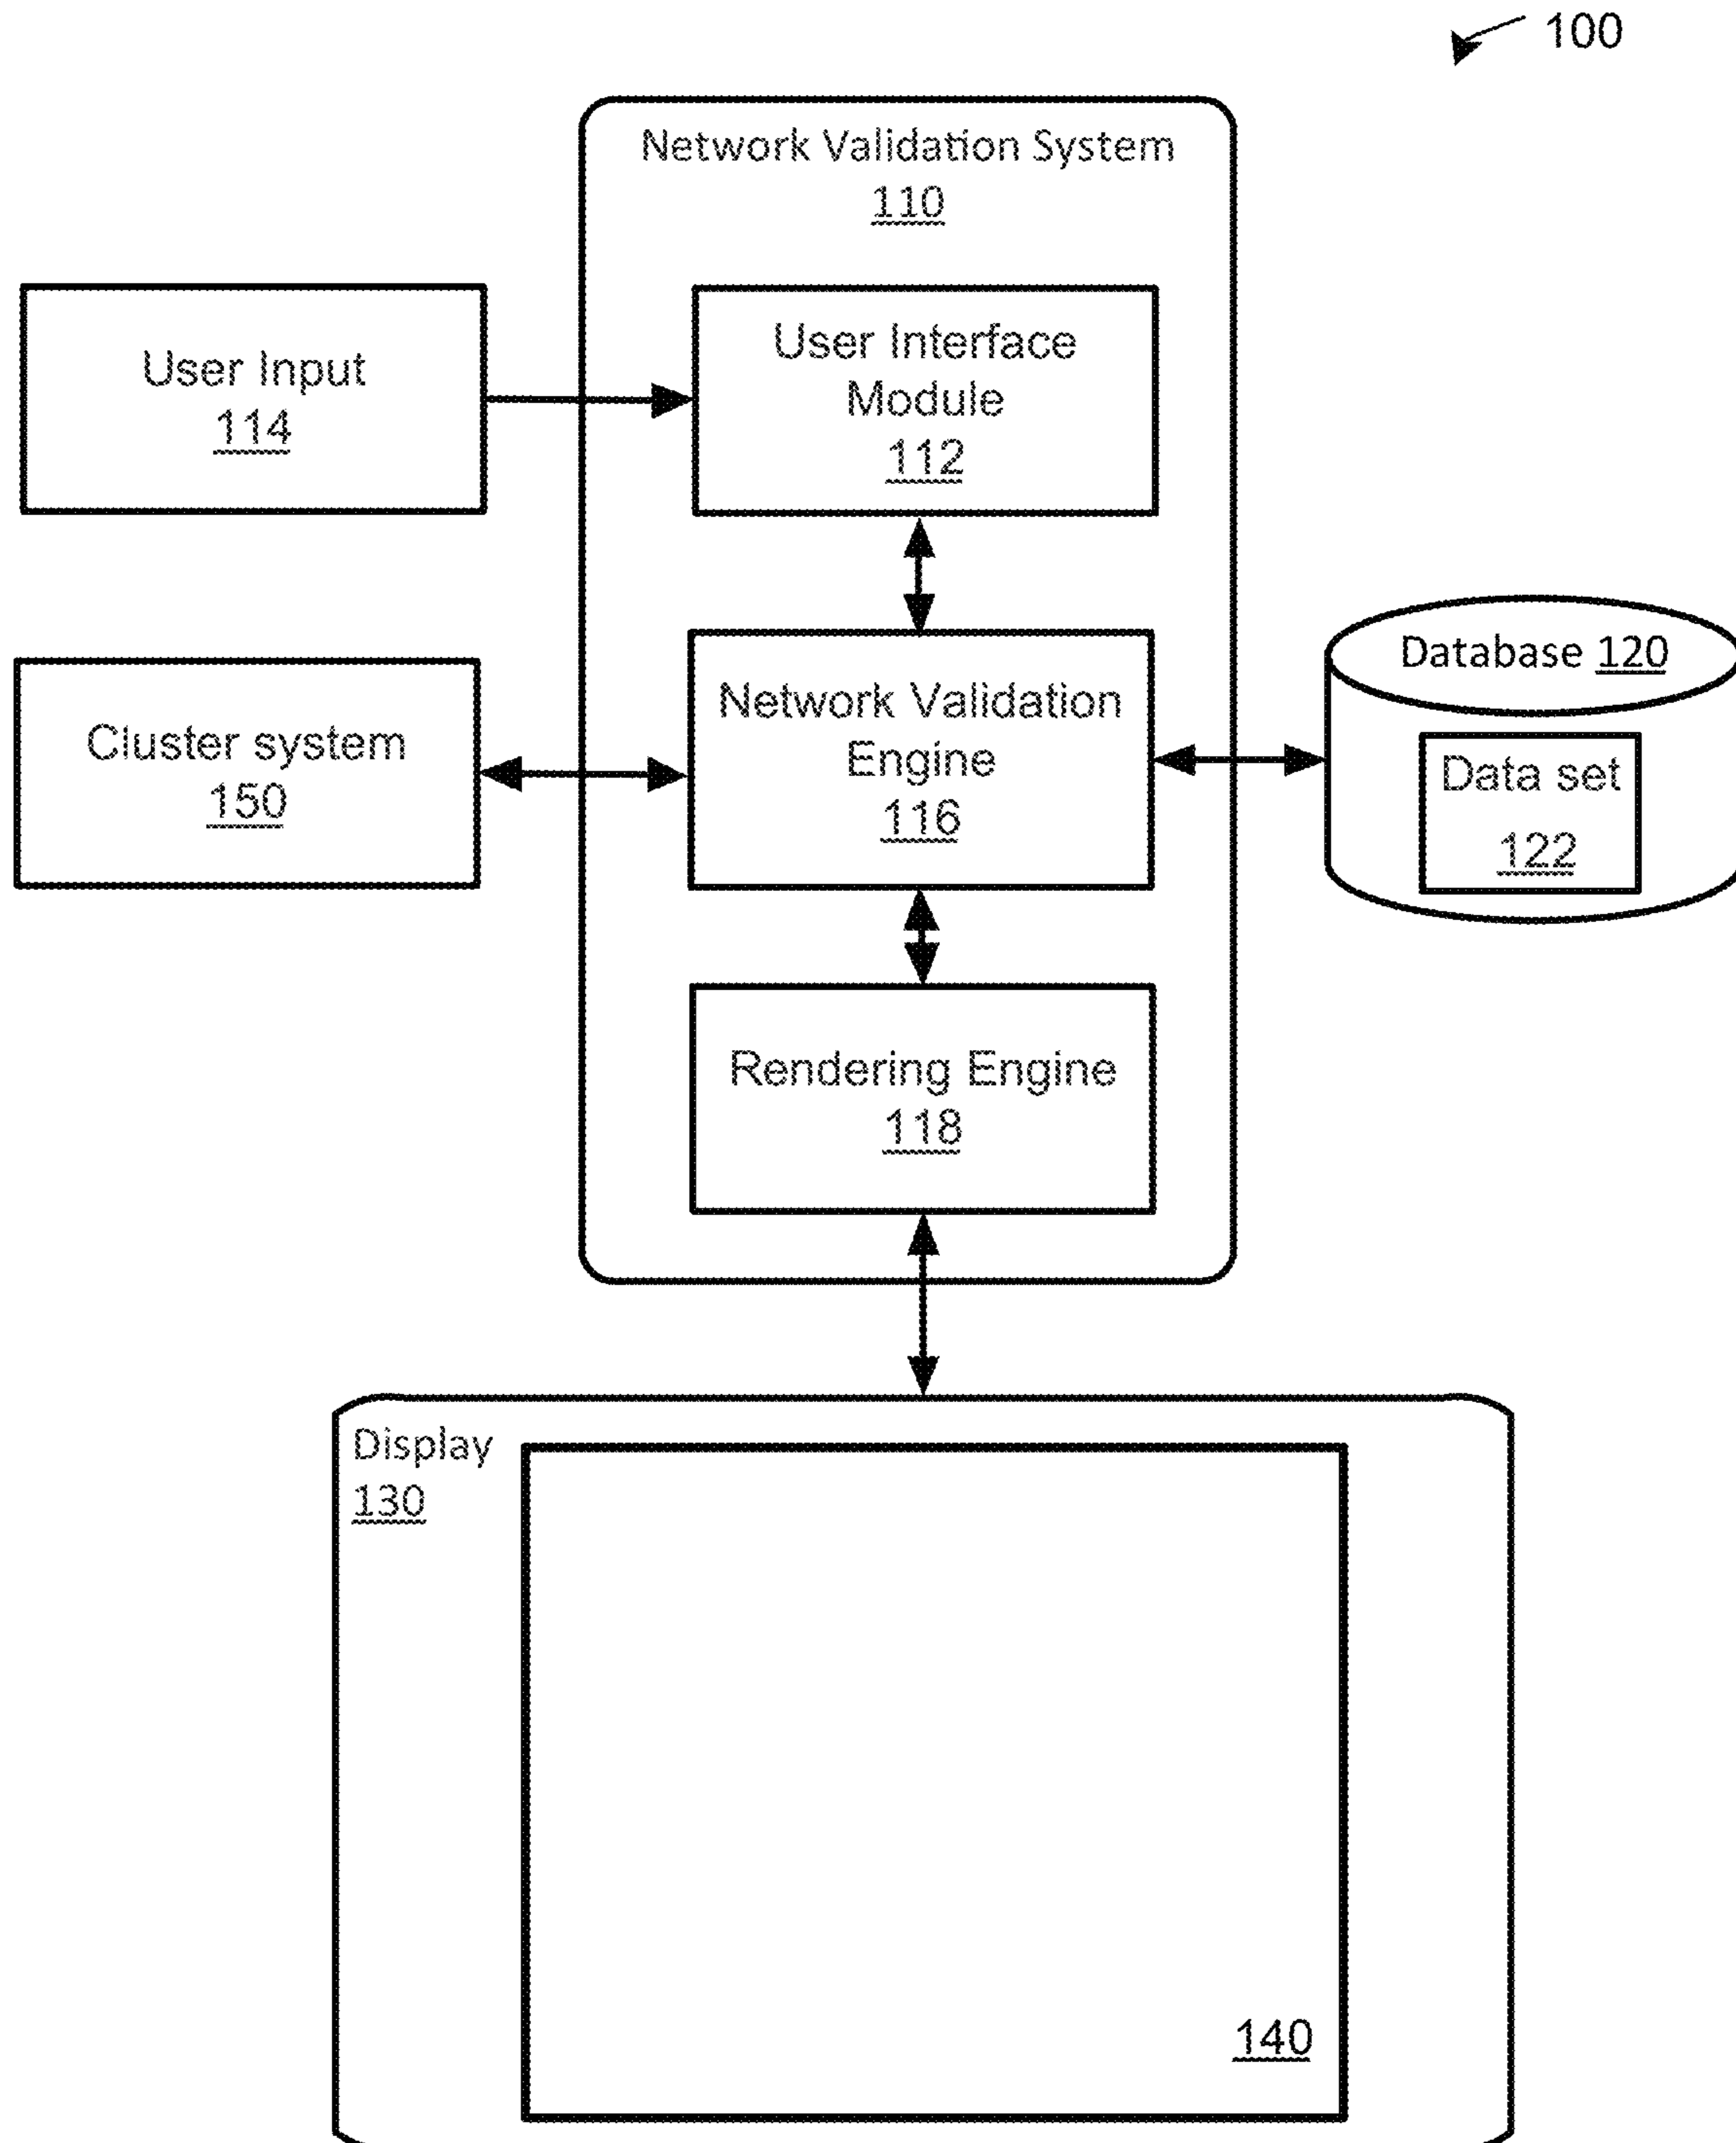 100
Network Validation System
110
User Input
114
User Interface
Module
112
Cluster system
150
Network Validation
Engine
116
Database 120
Data set
122
Rendering Engine
118
Display
130
140